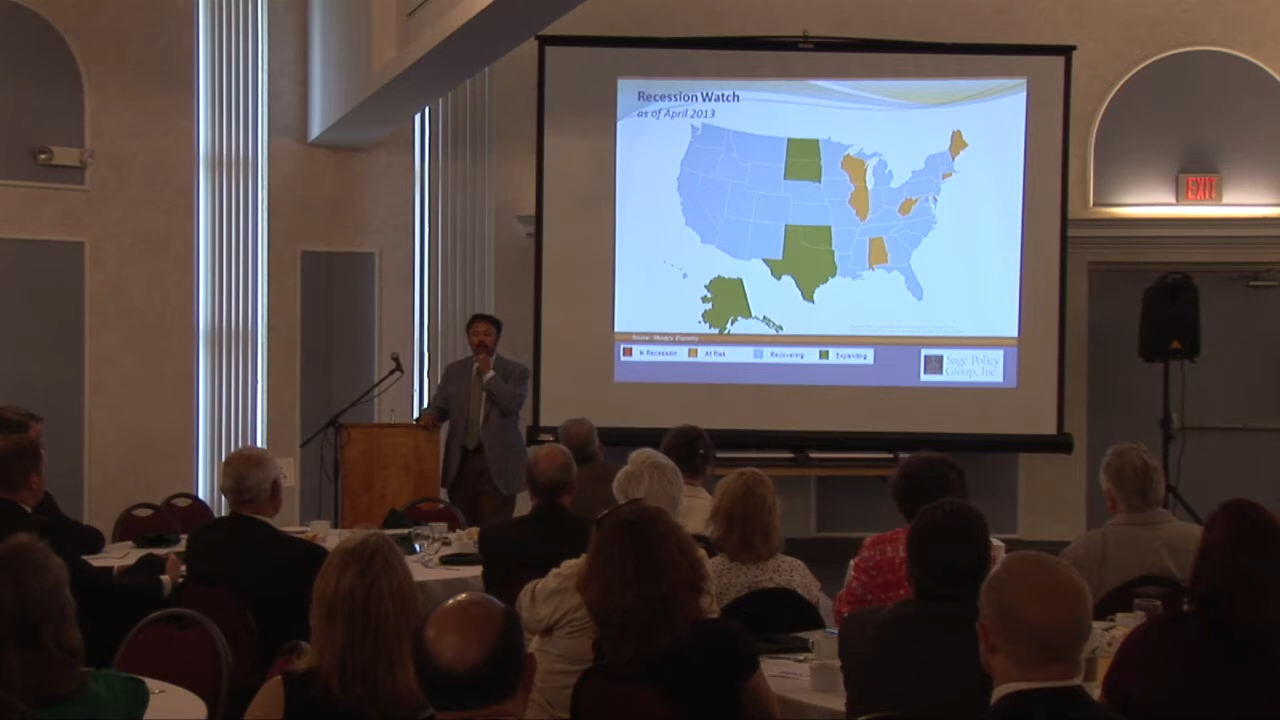 Recession Watch
as of April 2013
Source: Moody's Economy
In Recession At Risk Recovering Expanding
Sage Policy
Group, Inc.
EXIT